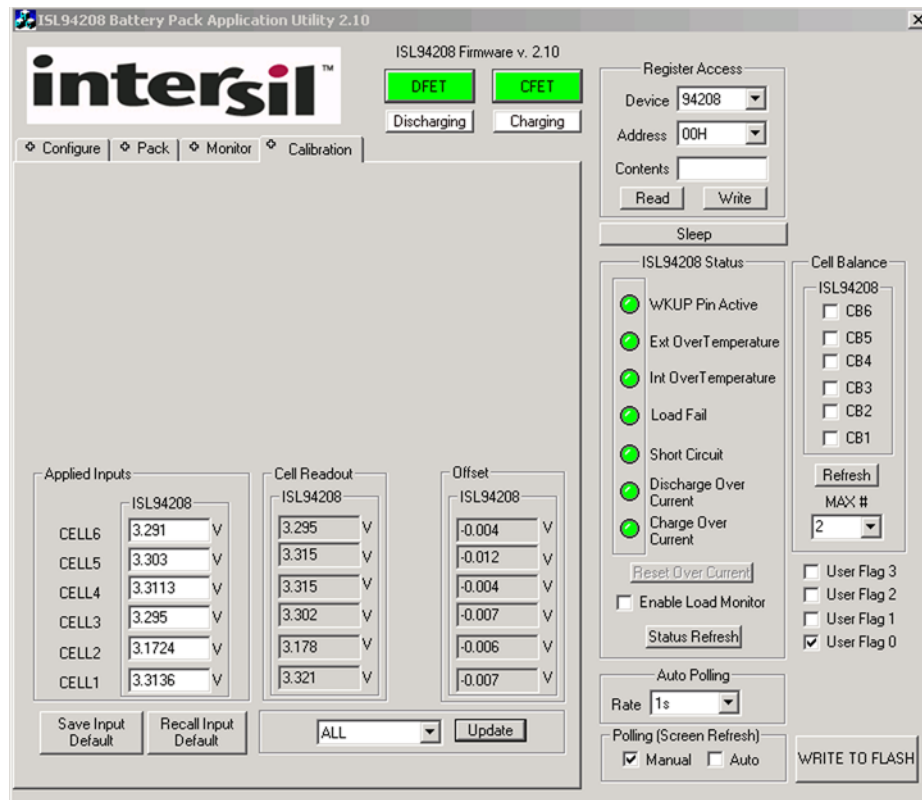 ISL94208 Battery Pack Application Utility 2.10
intersil™
ISL94208 Firmware v. 2.10
DFET
CFET
Discharging
Charging
Configure
Pack
Monitor
Calibration
Register Access
Device 94208
Address 00H
Contents
Read
Write
Sleep
ISL94208 Status
WKUP Pin Active
Ext OverTemperature
Int OverTemperature
Load Fail
Short Circuit
Discharge Over
Current
Charge Over
Current
Reset Over Current
Enable Load Monitor
Status Refresh
Cell Balance
ISL94208
CB6
CB5
CB4
CB3
CB2
CB1
Refresh
MAX #
2
User Flag 3
User Flag 2
User Flag 1
User Flag 0
Applied Inputs
ISL94208
CELL6 3.291 V
CELL5 3.303 V
CELL4 3.3113 V
CELL3 3.295 V
CELL2 3.1724 V
CELL1 3.3136 V
Cell Readout
ISL94208
3.295 V
3.315 V
3.315 V
3.302 V
3.178 V
3.321 V
Offset
ISL94208
-0.004 V
-0.012 V
-0.004 V
-0.007 V
-0.006 V
-0.007 V
Save Input
Default
Recall Input
Default
ALL
Update
Auto Polling
Rate 1s
Polling (Screen Refresh)
Manual
Auto
WRITE TO FLASH